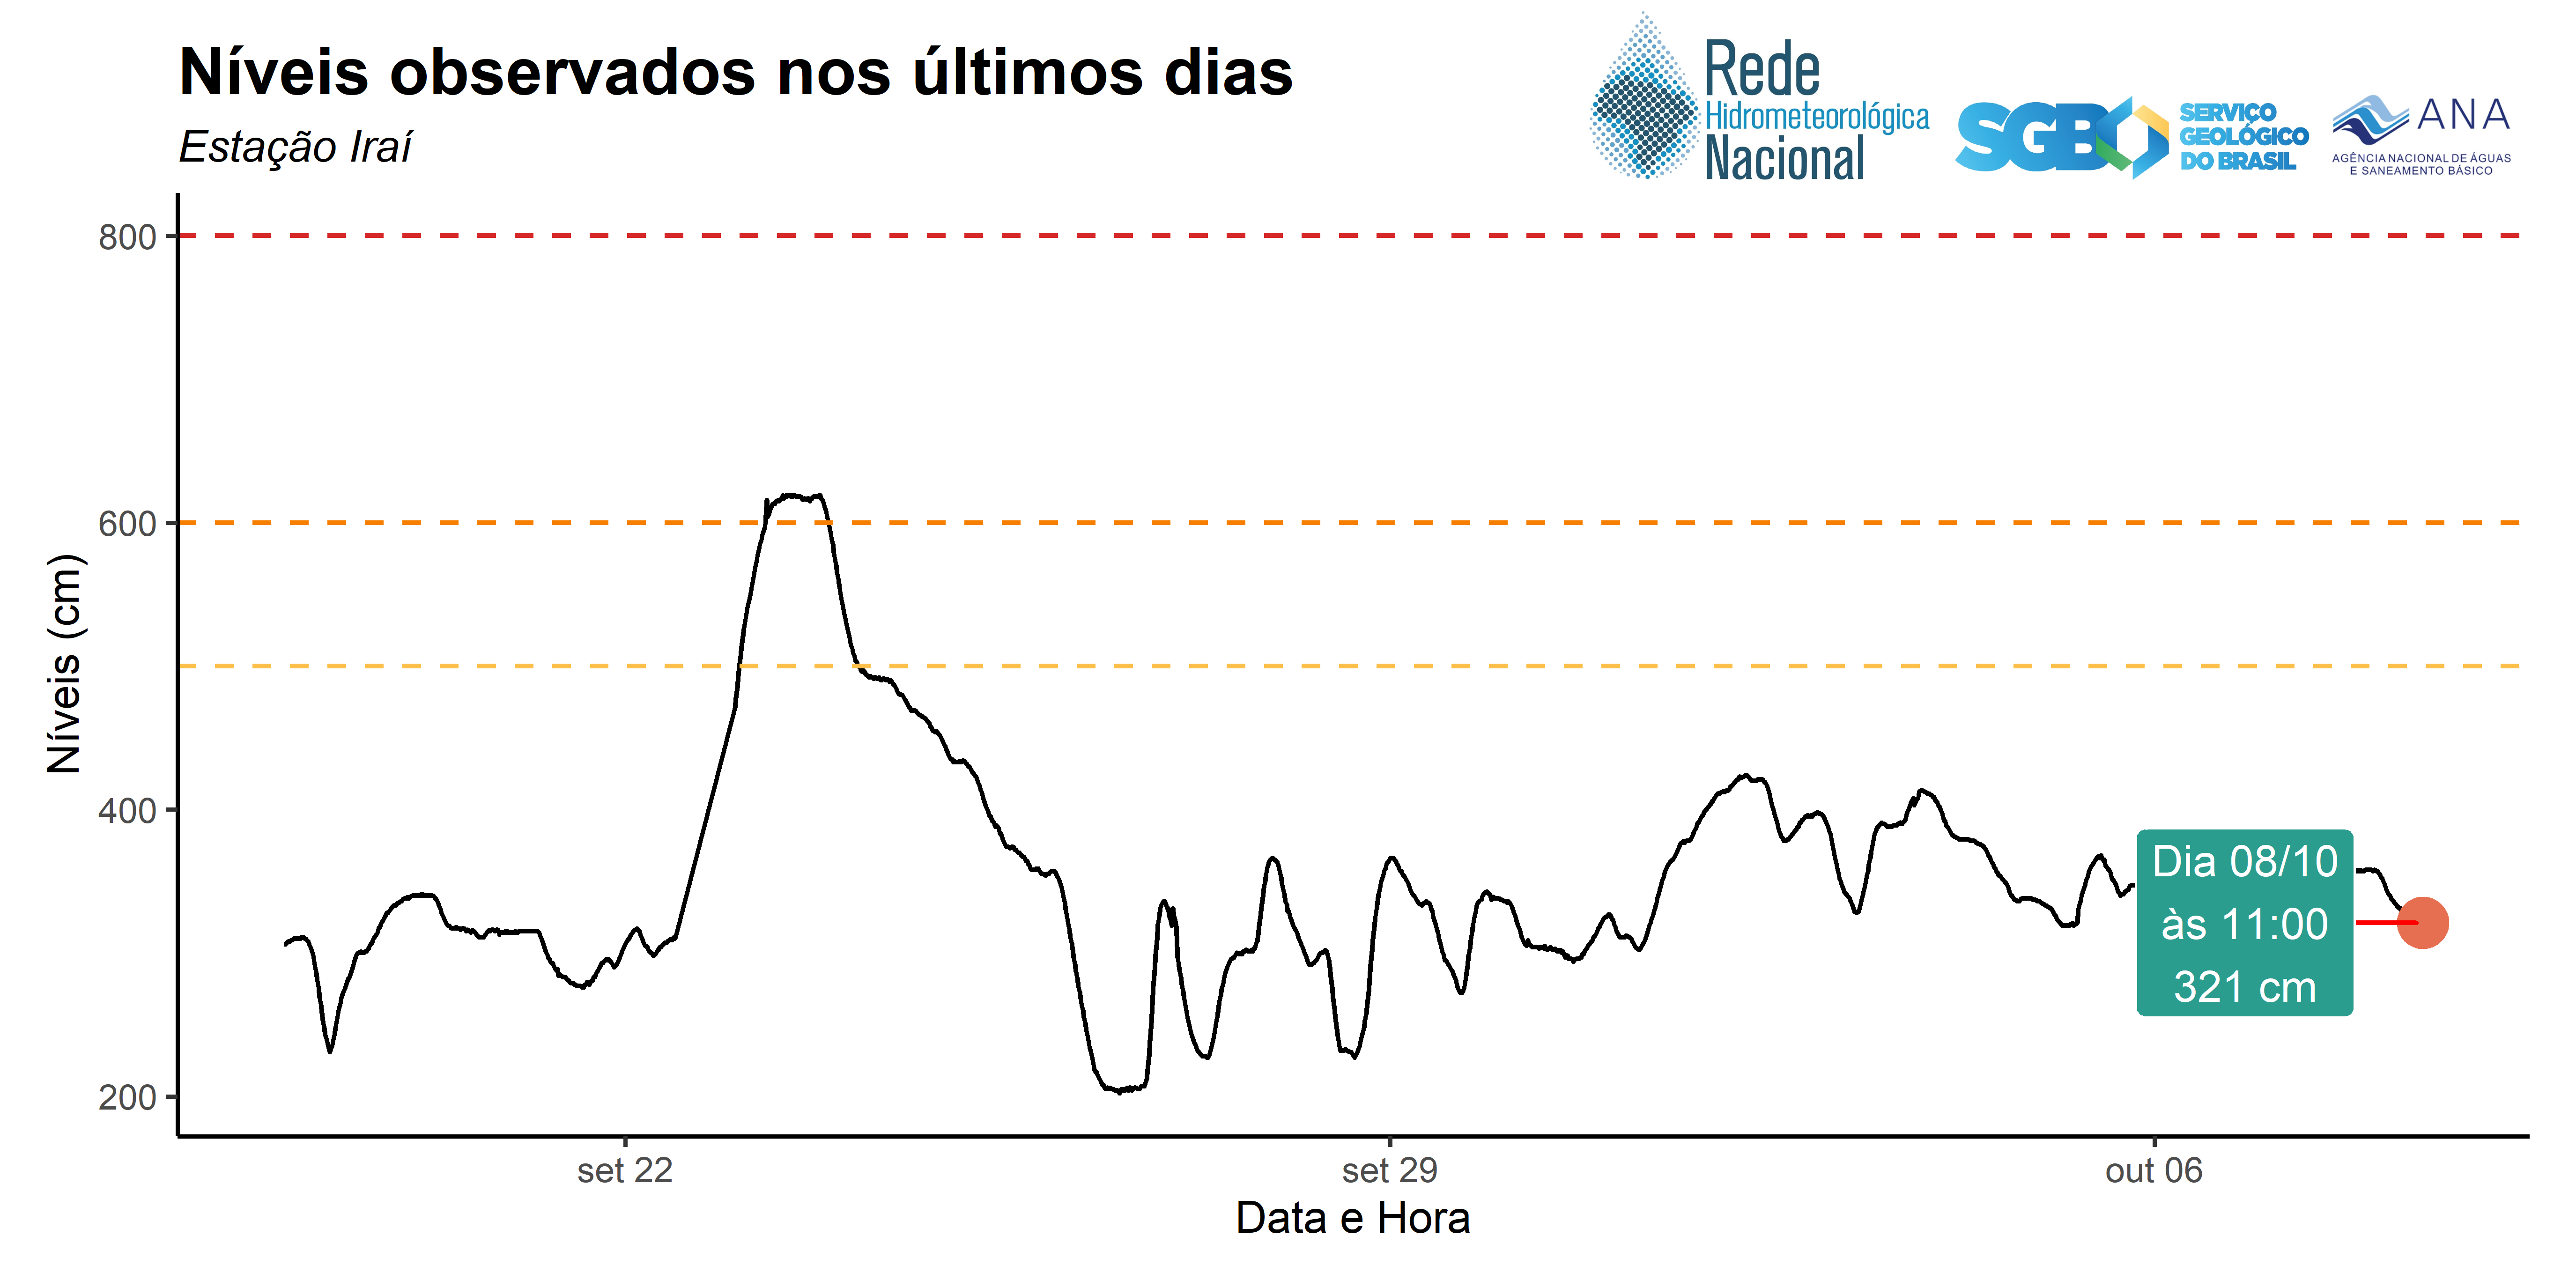 Níveis observados nos últimos dias
Estação Iraí
Rede
Hidrometeorológica
Nacional
SGB
SERVIÇO
GEOLÓGICO
DO BRASIL
ANA
AGÊNCIA NACIONAL DE ÁGUAS
E SANEAMENTO BÁSICO
800
600
400
200
Níveis (cm)
Dia 08/10
às 11:00
321 cm
set 22
set 29
out 06
Data e Hora